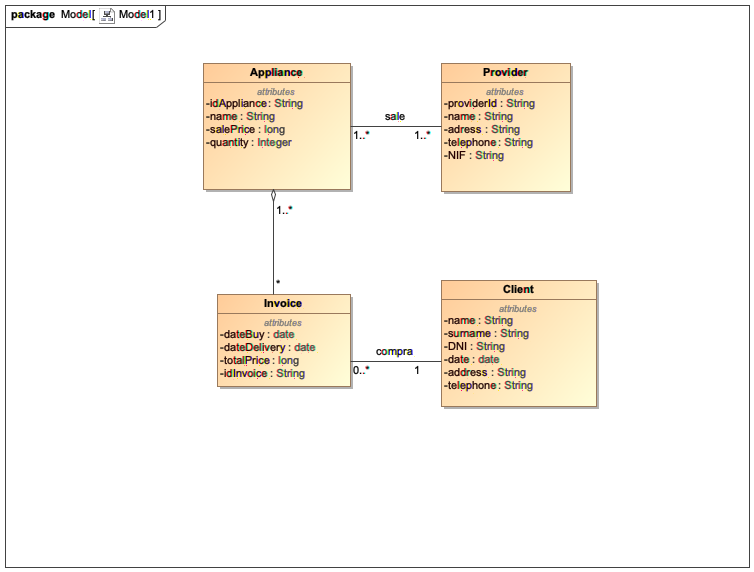 package Model[ Model1 ]
Appliance
attributes
-idAppliance : String
-name : String
-salePrice : long
-quantity : Integer
Provider
attributes
-providerId : String
-name : String
-adress : String
-telephone : String
-NIF : String
sale
1..*
1..*
1..*
*
Invoice
attributes
-dateBuy : date
-dateDelivery : date
-totalPrice : long
-idInvoice : String
compra
0..*
1
Client
attributes
-name : String
-surname : String
-DNI : String
-date : date
-address : String
-telephone : String